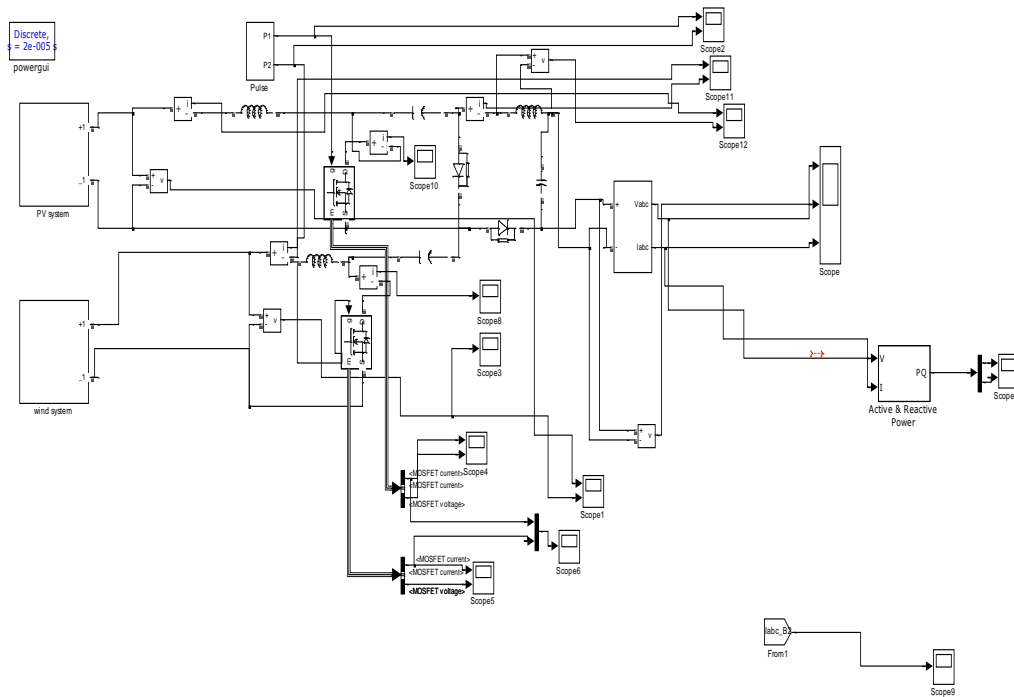 Discrete,
s = 2e-005 s
powergui
P1
P2
Pulse
Scope2
Scope11
Scope12
+1
_1
PV system
Scope10
Vabc
Iabc
Scope
Scope8
Scope3
+1
_1
wind system
V
I
PQ
Active & Reactive
Power
Scope
Scope4
<MOSFET current>
<MOSFET current>
<MOSFET voltage>
Scope1
Scope6
<MOSFET current>
<MOSFET current>
<MOSFET voltage>
Scope5
Iabc_B2
From1
Scope9